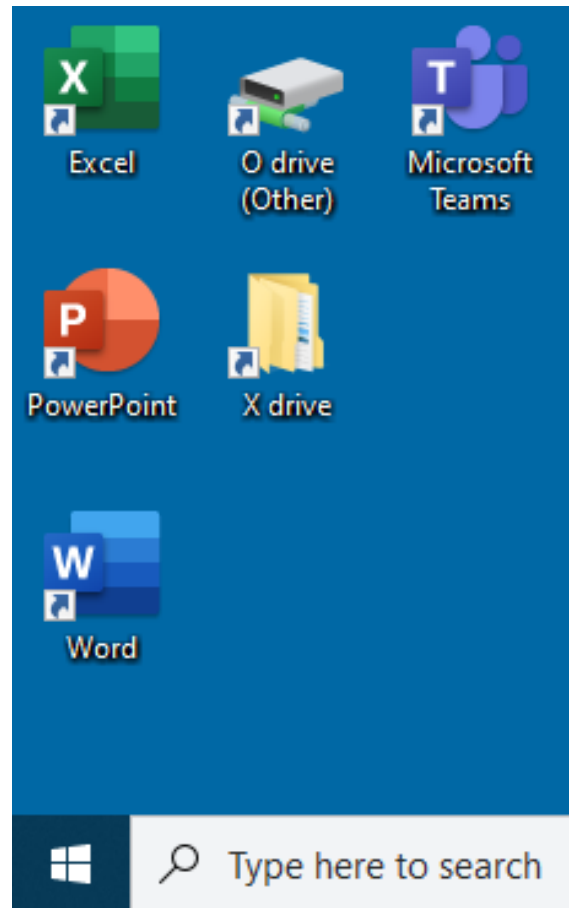 X
Excel
O drive
(Other)
T
Microsoft
Teams
P
PowerPoint
X drive
W
Word
Type here to search